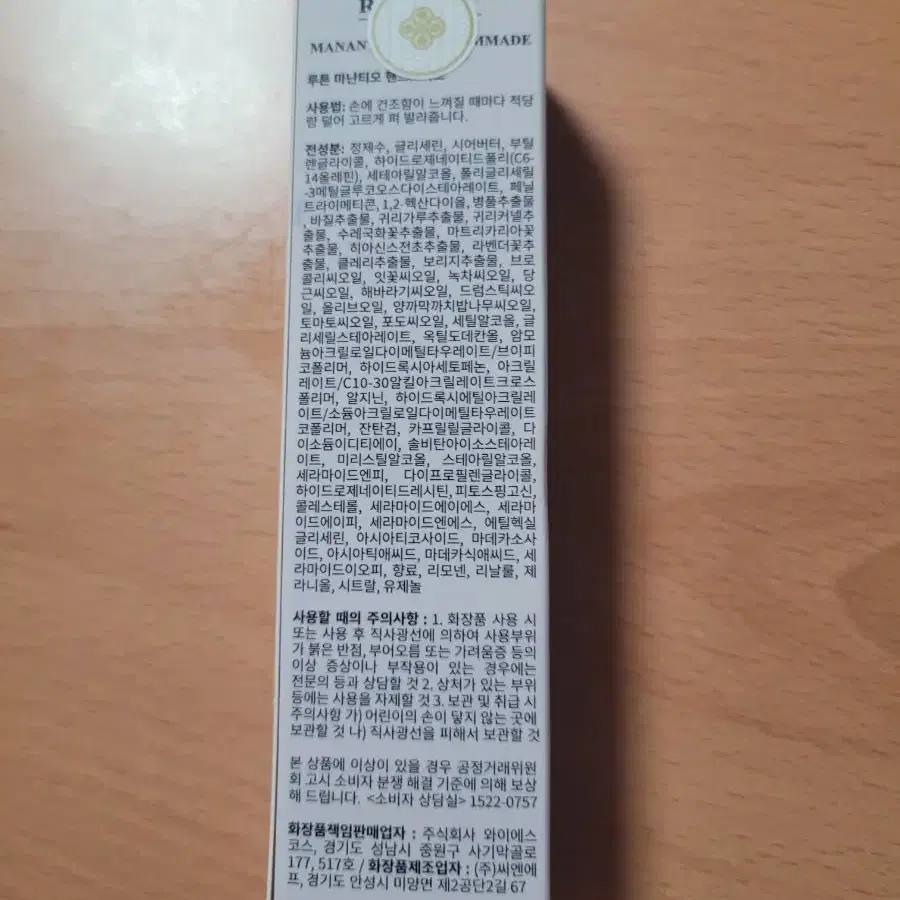 MANAN MMADE
루튼 마난티오
사용법: 손에 건조함이 느껴질 때마다 적당
량 덜어 고르게 펴 발라줍니다.
전성분: 정제수, 글리세린, 시어버터, 부틸
렌글라이콜, 하이드로제네이티드폴리(C6-
14올레핀), 세테아릴알코올, 폴리글리세릴
-3메틸글루코오스다이스테아레이트, 페닐
트라이메티콘, 1,2-헥산다이올, 병풀추출물
, 바질추출물, 귀리가루추출물, 귀리커넬추
출물, 수레국화꽃추출물, 마트리카리아꽃
추출물, 히아신스전초추출물, 라벤더꽃추
출물, 클레리추출물, 보리지추출물, 브로
콜리씨오일, 잇꽃씨오일, 녹차씨오일, 당
근씨오일, 해바라기씨오일, 드럼스틱씨오
일, 올리브오일, 양까막까치밥나무씨오일,
토마토씨오일, 포도씨오일, 세틸알코올, 글
리세릴스테아레이트, 옥틸도데칸올, 암모
늄아크릴로일다이메틸타우레이트/브이피
코폴리머, 하이드록시아세토페논, 아크릴
레이트/C10-30알킬아크릴레이트크로스
폴리머, 알지닌, 하이드록시에틸아크릴레
이트/소듐아크릴로일다이메틸타우레이트
코폴리머, 잔탄검, 카프릴릴글라이콜, 다
이소듐이디티에이, 솔비탄아이소스테아레
이트, 미리스틸알코올, 스테아릴알코올,
세라마이드엔피, 다이프로필렌글라이콜,
하이드로제네이티드레시틴, 피토스핑고신,
콜레스테롤, 세라마이드에이에스, 세라마
이드에이피, 세라마이드엔에스, 에틸헥실
글리세린, 아시아티코사이드, 마데카소사
이드, 아시아틱애씨드, 마데카식애씨드, 세
라마이드이오피, 향료, 리모넨, 리날룰, 제
라니올, 시트랄, 유제놀
사용할 때의 주의사항 : 1. 화장품 사용 시
또는 사용 후 직사광선에 의하여 사용부위
가 붉은 반점, 부어오름 또는 가려움증 등의
이상 증상이나 부작용이 있는 경우에는
전문의 등과 상담할 것 2. 상처가 있는 부위
등에는 사용을 자제할 것 3. 보관 및 취급 시
주의사항 가) 어린이의 손이 닿지 않는 곳에
보관할 것 나) 직사광선을 피해서 보관할 것
본 상품에 이상이 있을 경우 공정거래위원
회 고시 소비자 분쟁 해결 기준에 의해 보상
해 드립니다. <소비자 상담실> 1522-0757
화장품책임판매업자 : 주식회사 와이에스
코스, 경기도 성남시 중원구 사기막골로
177, 517호 / 화장품제조업자 : (주)씨엔에
프, 경기도 안성시 미양면 제2공단2길 67